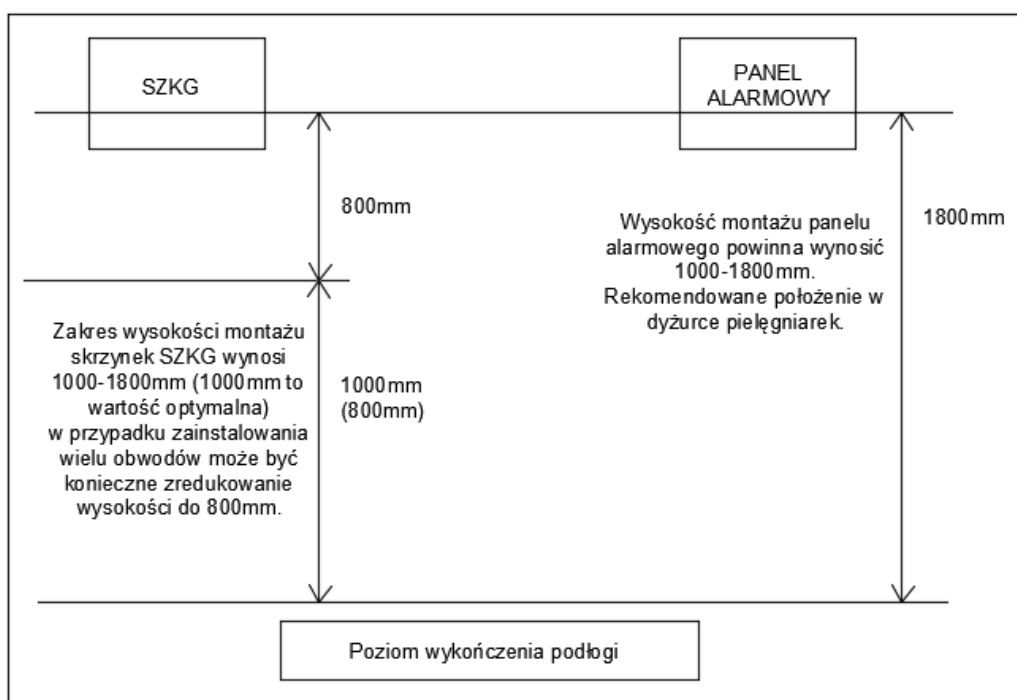 SZKG
PANEL
ALARMOWY
800mm
1800mm
Wysokość montażu panelu
alarmowego powinna wynosić
1000-1800mm.
Rekomendowane położenie w
dyżurce pielęgniarek.
Zakres wysokości montażu
skrzynek SZKG wynosi
1000-1800mm (1000mm to
wartość optymalna)
w przypadku zainstalowania
wielu obwodów może być
konieczne zredukowanie
wysokości do 800mm.
1000mm
(800mm)
Poziom wykończenia podłogi